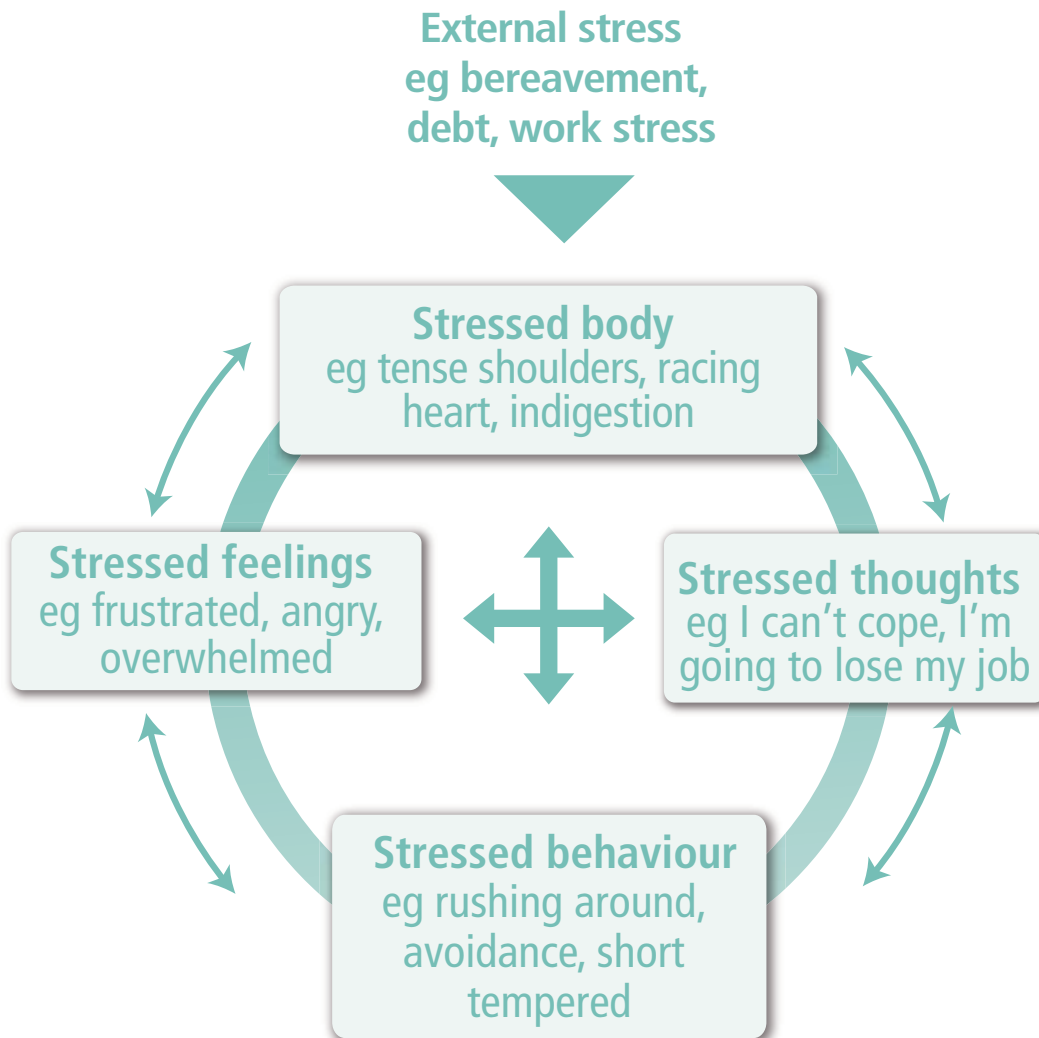 External stress
eg bereavement,
debt, work stress
Stressed body
eg tense shoulders, racing
heart, indigestion
Stressed feelings
eg frustrated, angry,
overwhelmed
Stressed thoughts
eg I can’t cope, I’m
going to lose my job
Stressed behaviour
eg rushing around,
avoidance, short
tempered